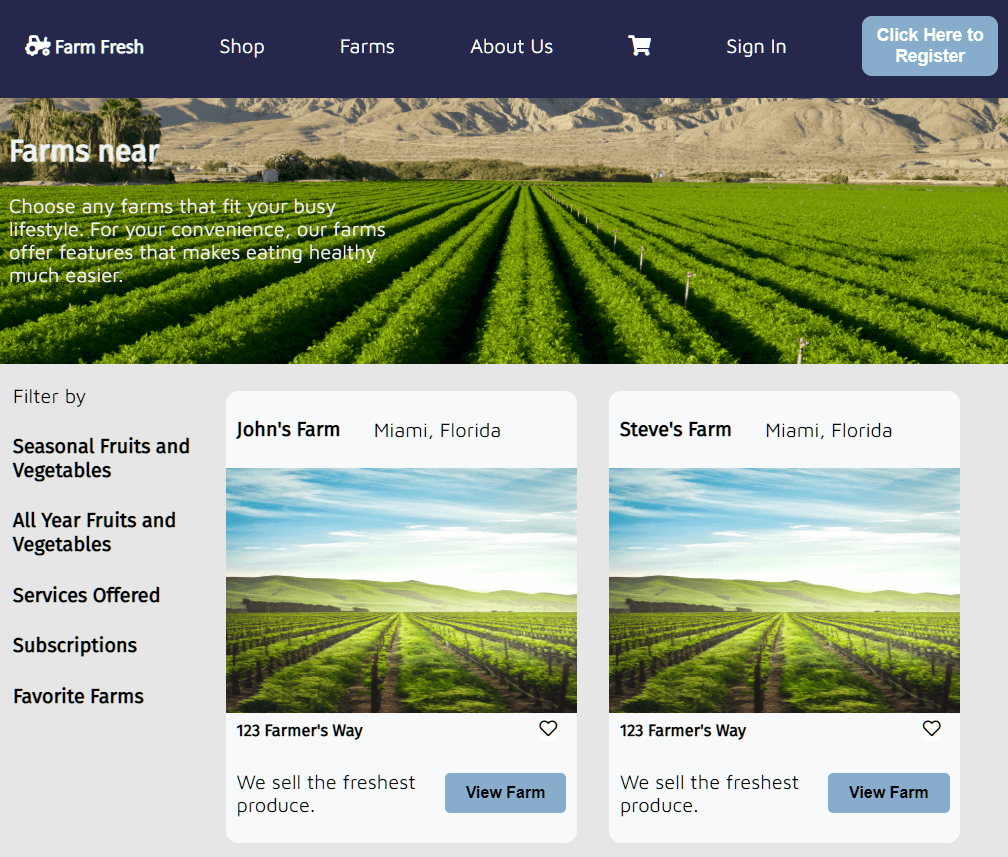 Farm Fresh
Shop
Farms
About Us
Sign In
Click Here to
Register
Farms near
Choose any farms that fit your busy
lifestyle. For your convenience, our farms
offer features that makes eating healthy
much easier.
Filter by
Seasonal Fruits and
Vegetables
All Year Fruits and
Vegetables
Services Offered
Subscriptions
Favorite Farms
John's Farm
Miami, Florida
123 Farmer's Way
We sell the freshest
produce.
View Farm
Steve's Farm
Miami, Florida
123 Farmer's Way
We sell the freshest
produce.
View Farm